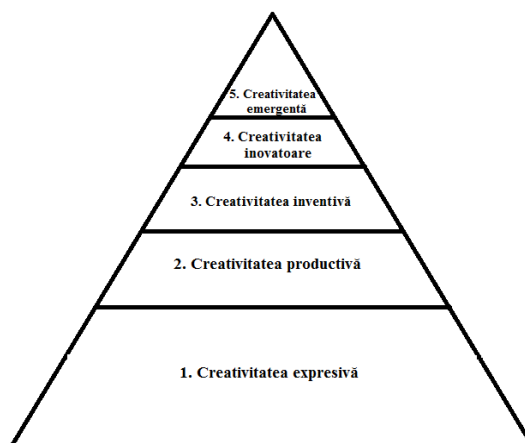 5. Creativitatea
emergentă
4. Creativitatea
inovatoare
3. Creativitatea inventivă
2. Creativitatea productivă
1. Creativitatea expresivă